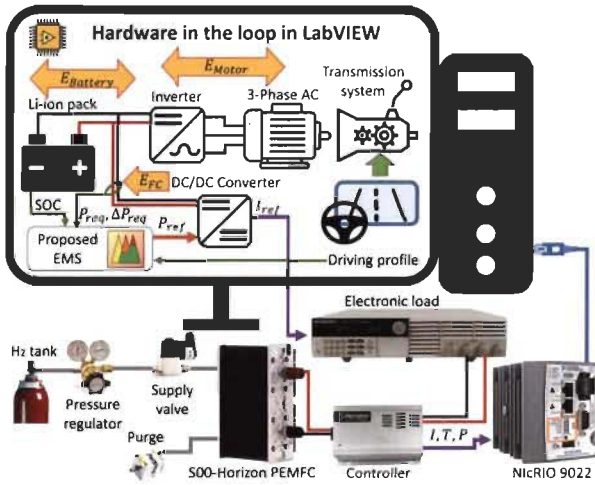 Hardware in the loop in LabVIEW
E_Battery
E_Motor
Transmission
system
Li-ion pack
Inverter
3-Phase AC
E_FC
DC/DC Converter
SOC
P_req, ΔP_req
P_ref
I_ref
Proposed
EMS
Driving profile
Electronic load
H2 tank
Pressure
regulator
Supply
valve
Purge
I, T, P
500-Horizon PEMFC
Controller
NIcRIO 9022